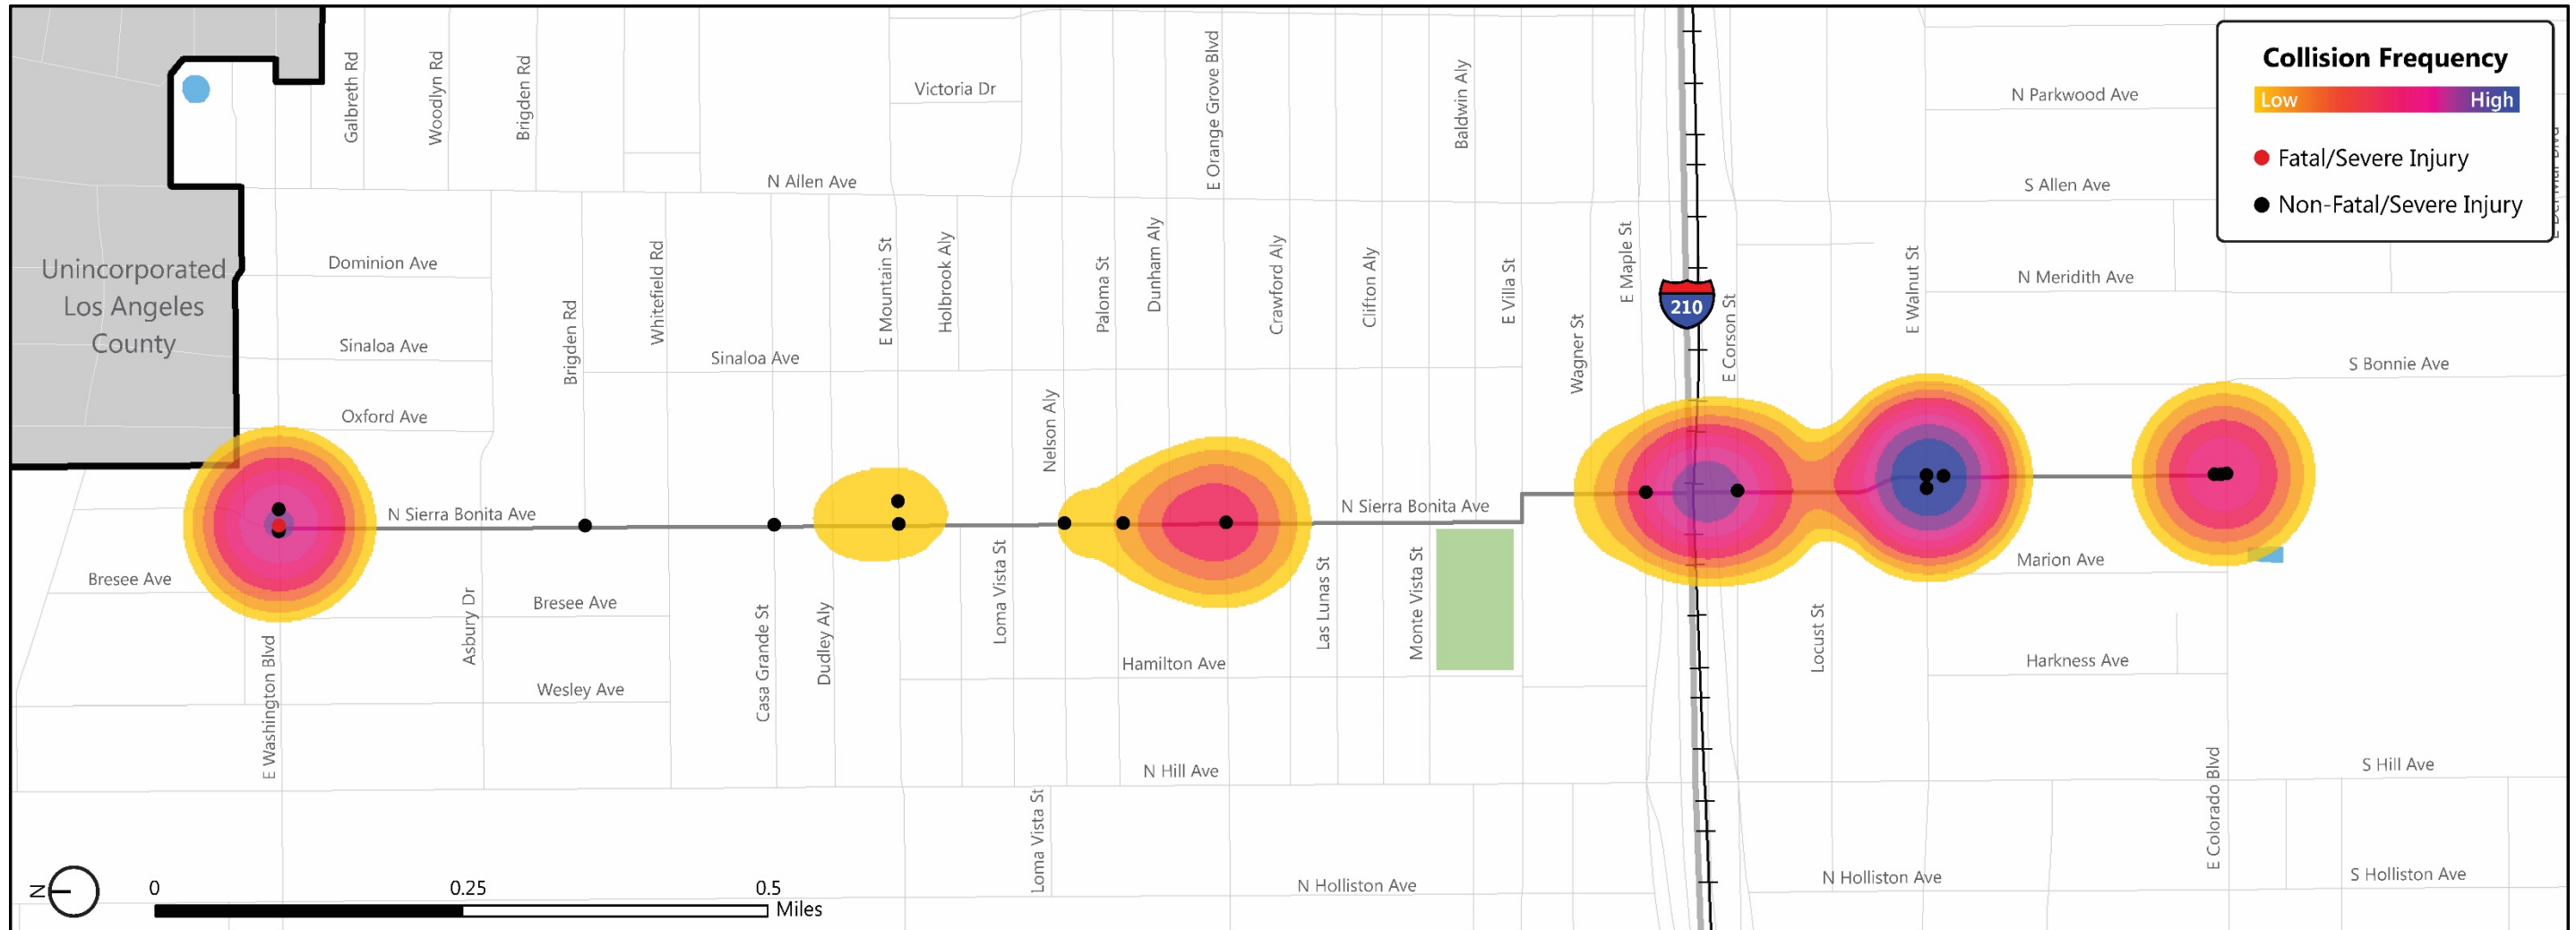 Collision Frequency
Low
High
Fatal/Severe Injury
Non-Fatal/Severe Injury
Galbreth Rd
Woodlyn Rd
Brigden Rd
Victoria Dr
E Orange Grove Blvd
Baldwin Aly
N Parkwood Ave
N Allen Ave
S Allen Ave
Unincorporated
Los Angeles
County
Dominion Ave
Sinaloa Ave
Oxford Ave
Brigden Rd
Whitefield Rd
Sinaloa Ave
E Mountain St
Holbrook Aly
Nelson Aly
Paloma St
Dunham Aly
Crawford Aly
Clifton Aly
E Villa St
Wagner St
E Maple St
210
E Corson St
E Walnut St
N Meridith Ave
S Bonnie Ave
N Sierra Bonita Ave
N Sierra Bonita Ave
Bresee Ave
Bresee Ave
Asbury Dr
Wesley Ave
E Washington Blvd
Casa Grande St
Dudley Aly
Loma Vista St
Hamilton Ave
Las Lunas St
Monte Vista St
Locust St
Marion Ave
Harkness Ave
N Hill Ave
S Hill Ave
Loma Vista St
E Colorado Blvd
N Holliston Ave
N Holliston Ave
S Holliston Ave
N
0
0.25
0.5
Miles